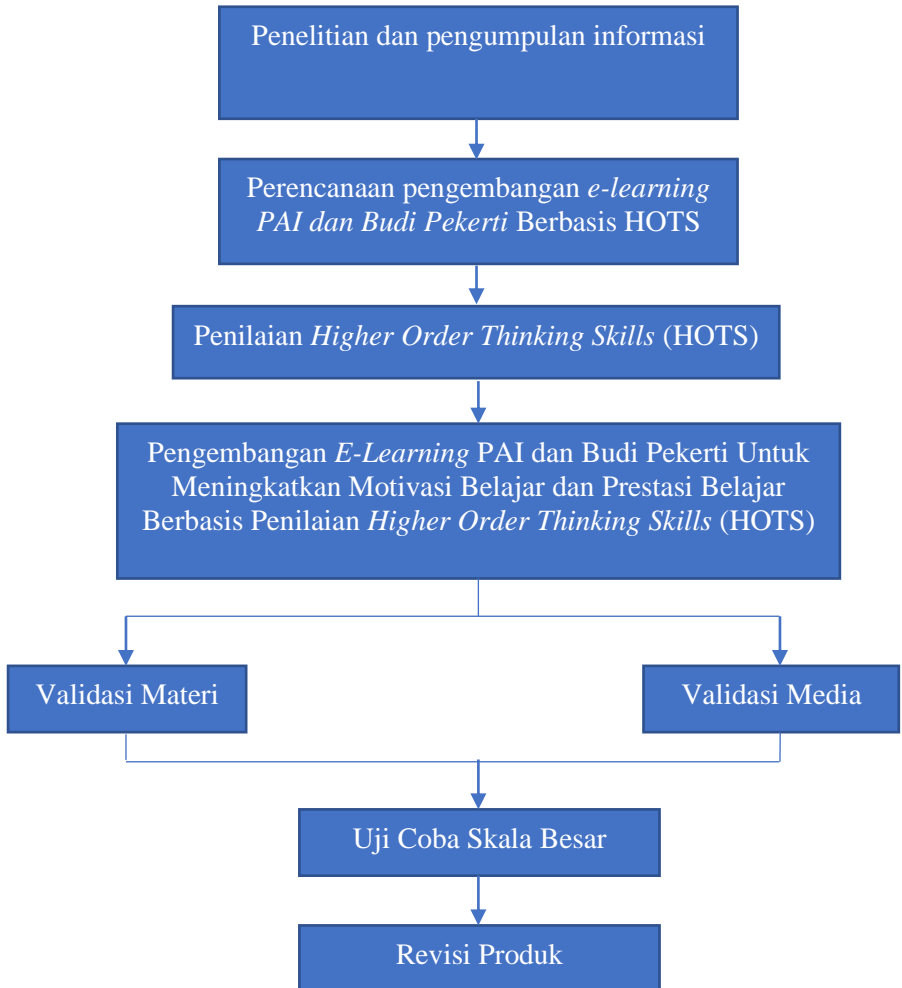 Penelitian dan pengumpulan informasi
Perencanaan pengembangan e-learning
PAI dan Budi Pekerti Berbasis HOTS
Penilaian Higher Order Thinking Skills (HOTS)
Pengembangan E-Learning PAI dan Budi Pekerti Untuk
Meningkatkan Motivasi Belajar dan Prestasi Belajar
Berbasis Penilaian Higher Order Thinking Skills (HOTS)
Validasi Materi
Validasi Media
Uji Coba Skala Besar
Revisi Produk